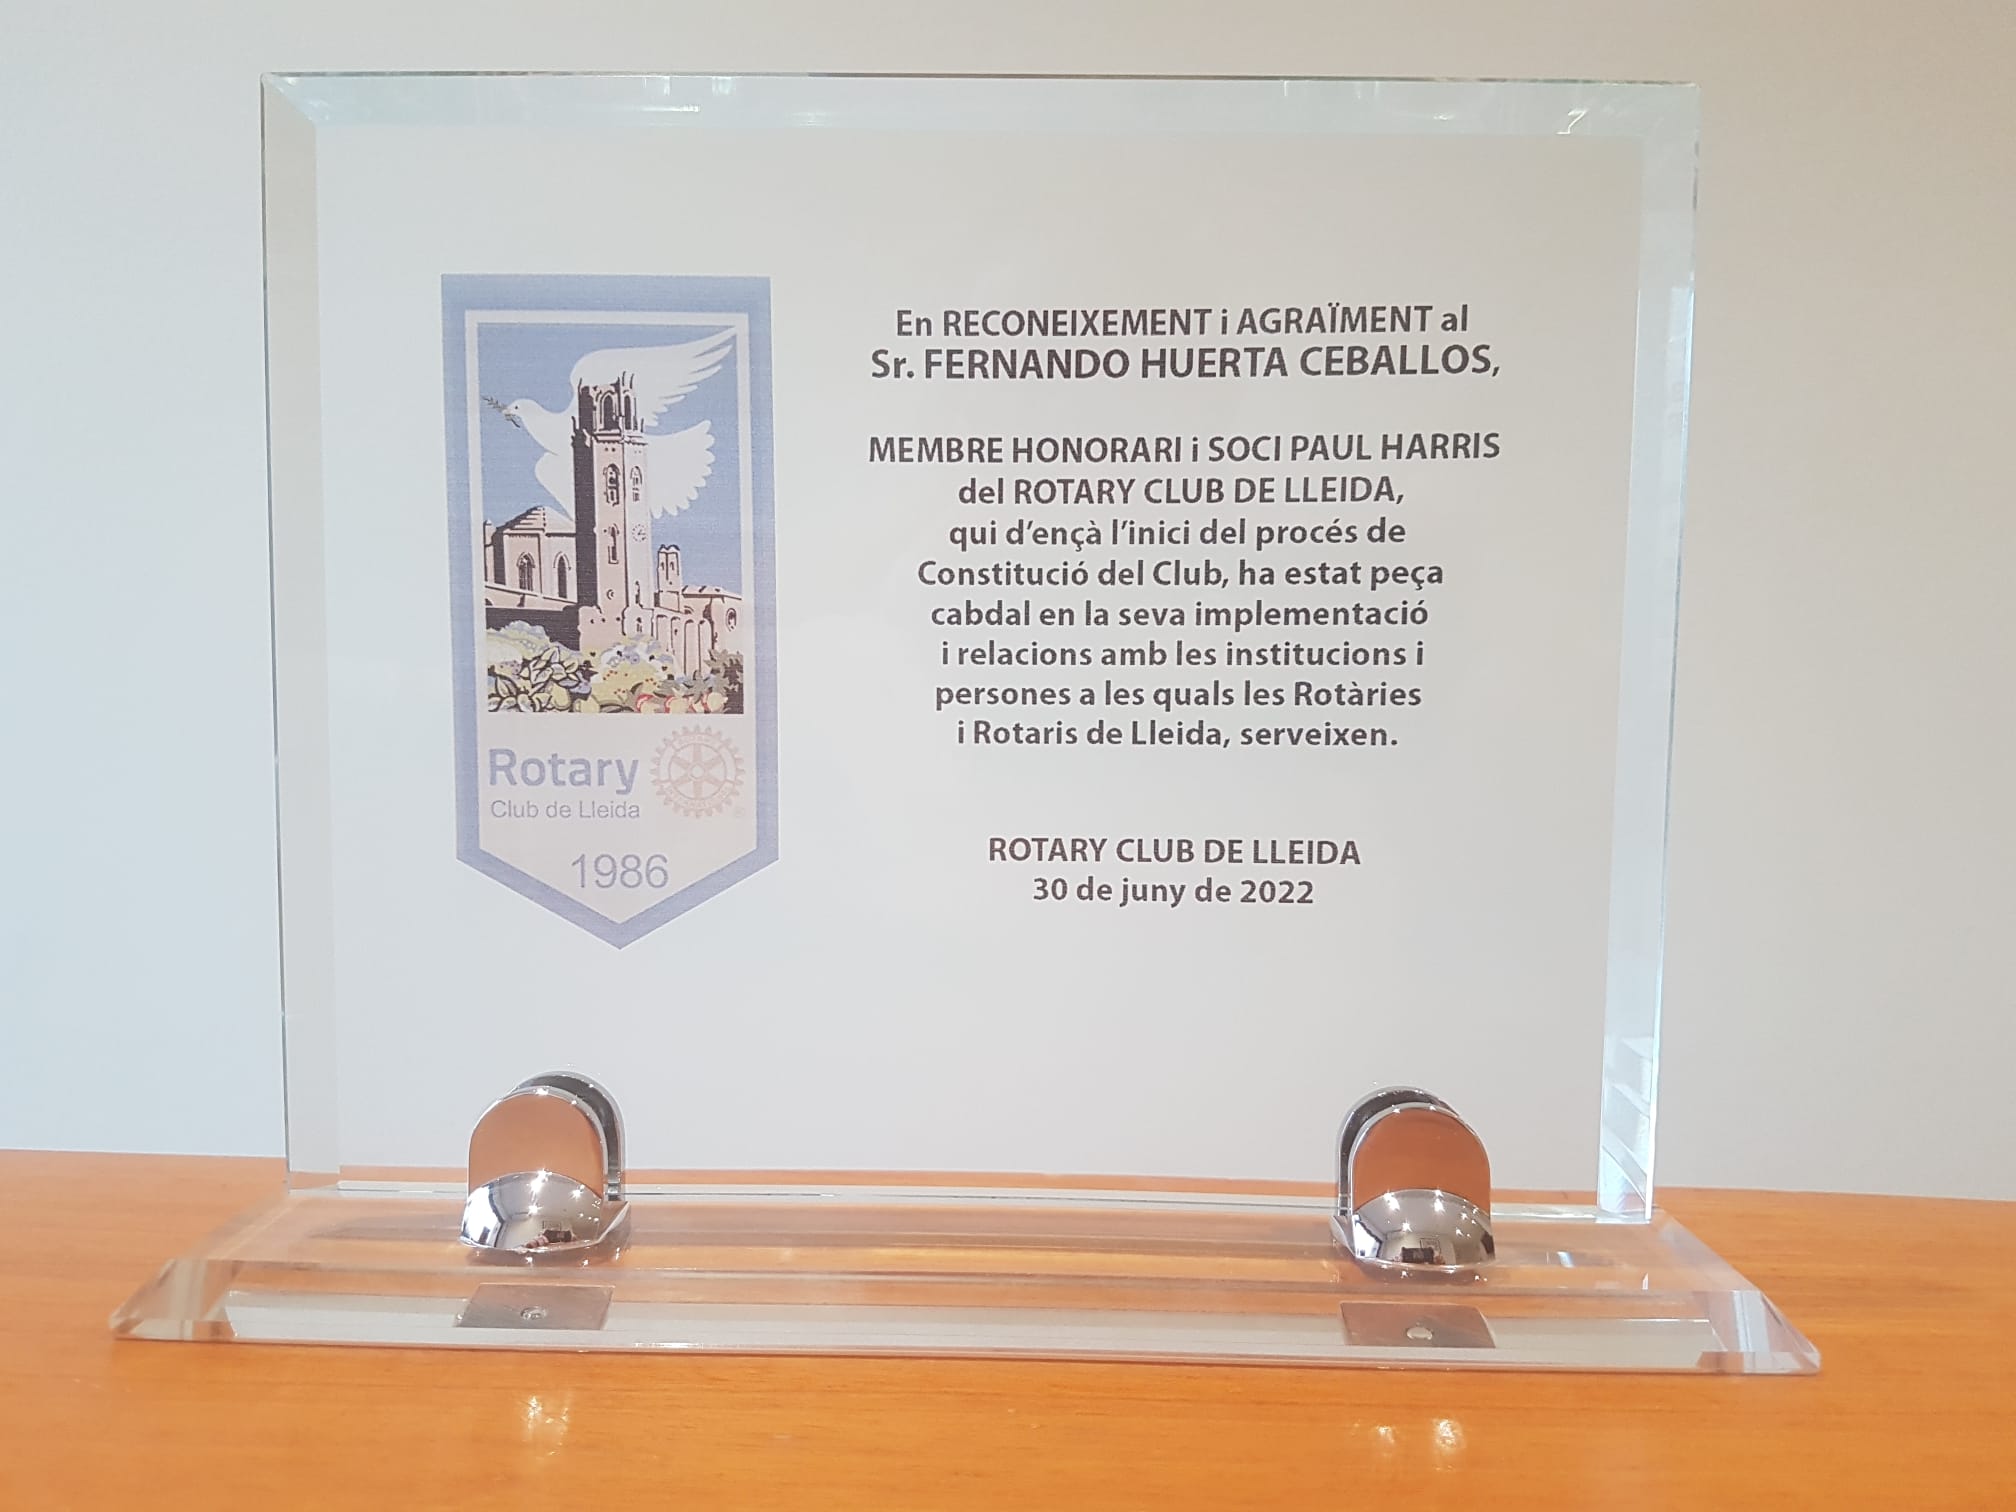 En RECONEIXEMENT i AGRAÏMENT al
Sr. FERNANDO HUERTA CEBALLOS,
MEMBRE HONORARI i SOCI PAUL HARRIS
del ROTARY CLUB DE LLEIDA,
qui d’ençà l’inici del procés de
Constitució del Club, ha estat peça
cabdal en la seva implementació
i relacions amb les institucions i
persones a les quals les Rotàries
i Rotaris de Lleida, serveixen.
ROTARY CLUB DE LLEIDA
30 de juny de 2022
Rotary
Club de Lleida
1986